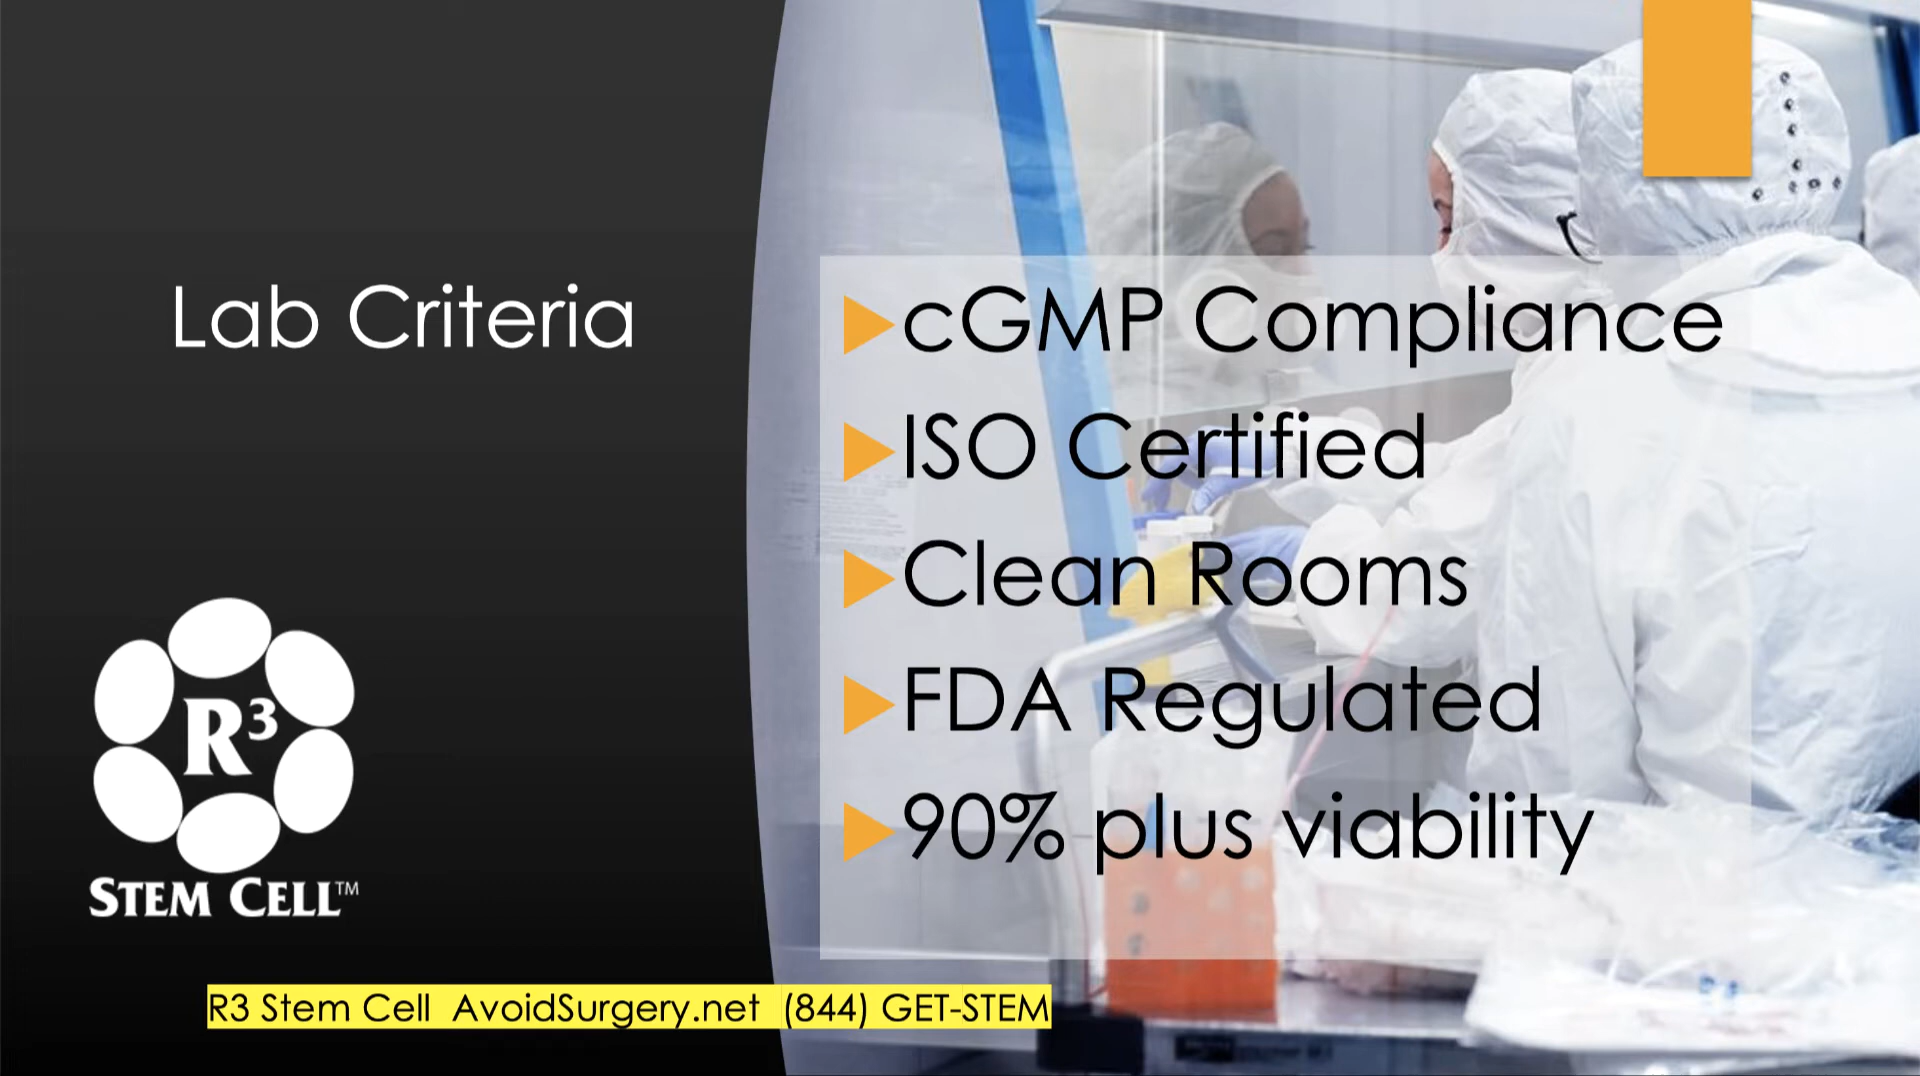 Lab Criteria
cGMP Compliance
ISO Certified
Clean Rooms
FDA Regulated
90% plus viability
R3
STEM CELL™
R3 Stem Cell AvoidSurgery.net (844) GET-STEM